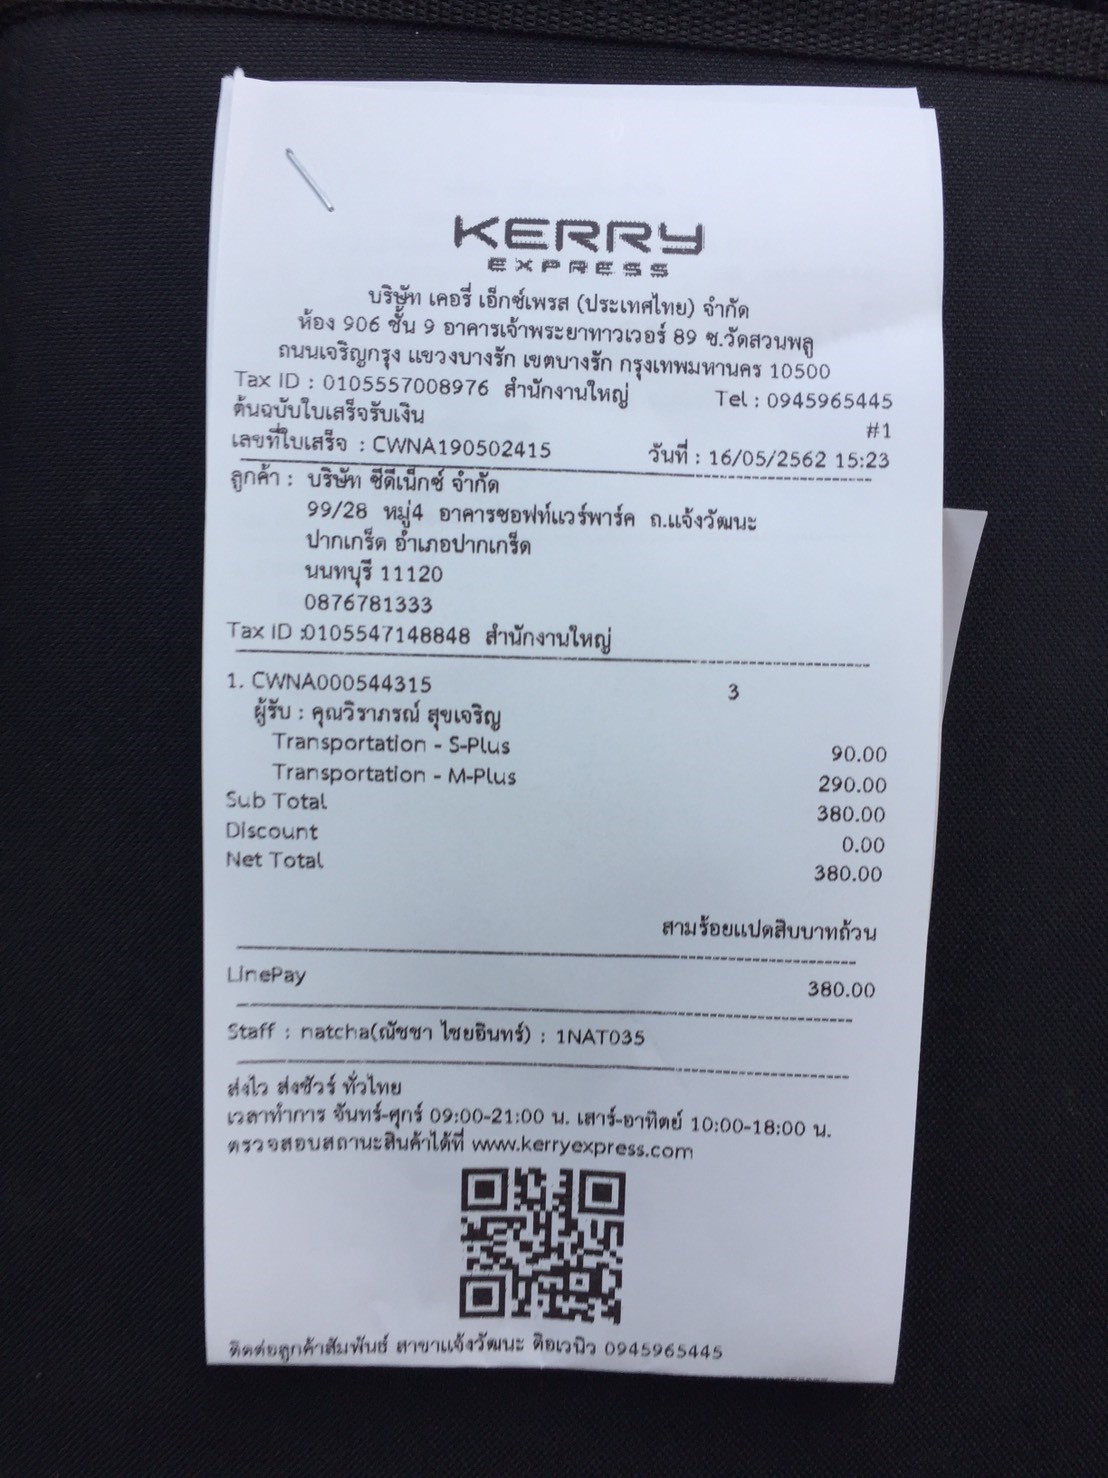 KERRY
EXPRESS
บริษัท เคอรี่ เอ็กซ์เพรส (ประเทศไทย) จำกัด
ห้อง 906 ชั้น 9 อาคารเจ้าพระยาทาวเวอร์ 89 ซ.วัดสวนพลู
ถนนเจริญกรุง แขวงบางรัก เขตบางรัก กรุงเทพมหานคร 10500
Tax ID : 0105557008976 สำนักงานใหญ่ Tel : 0945965445
ต้นฉบับใบเสร็จรับเงิน #1
เลขที่ใบเสร็จ : CWNA190502415 วันที่ : 16/05/2562 15:23
ลูกค้า : บริษัท ซีดีเน็กซ์ จำกัด
99/28 หมู่4 อาคารซอฟท์แวร์พาร์ค ถ.แจ้งวัฒนะ
ปากเกร็ด อำเภอปากเกร็ด
นนทบุรี 11120
0876781333
Tax ID :0105547148848 สำนักงานใหญ่
1. CWNA000544315 3
ผู้รับ : คุณวิราภรณ์ สุขเจริญ
Transportation - S-Plus 90.00
Transportation - M-Plus 290.00
Sub Total 380.00
Discount 0.00
Net Total 380.00
สามร้อยแปดสิบบาทถ้วน
LinePay 380.00
Staff : natcha(ณัชชา ไชยอินทร์) : 1NAT035
ส่งไว ส่งชัวร์ ทั่วไทย
เวลาทำการ จันทร์-ศุกร์ 09:00-21:00 น. เสาร์-อาทิตย์ 10:00-18:00 น.
ตรวจสอบสถานะสินค้าได้ที่ www.kerryexpress.com
ติดต่อลูกค้าสัมพันธ์ สาขาแจ้งวัฒนะ ดิอเวนิว 0945965445